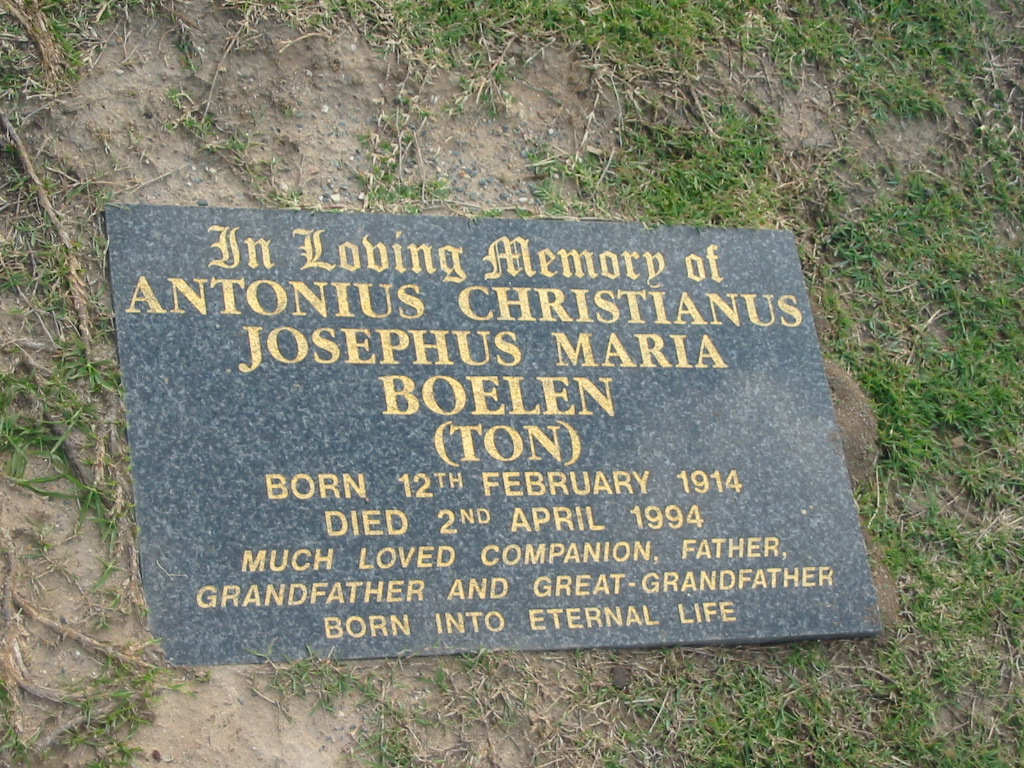 In Loving Memory of
ANTONIUS CHRISTIANUS
JOSEPHUS MARIA
BOELEN
(TON)
BORN 12TH FEBRUARY 1914
DIED 2ND APRIL 1994
MUCH LOVED COMPANION, FATHER,
GRANDFATHER AND GREAT-GRANDFATHER
BORN INTO ETERNAL LIFE